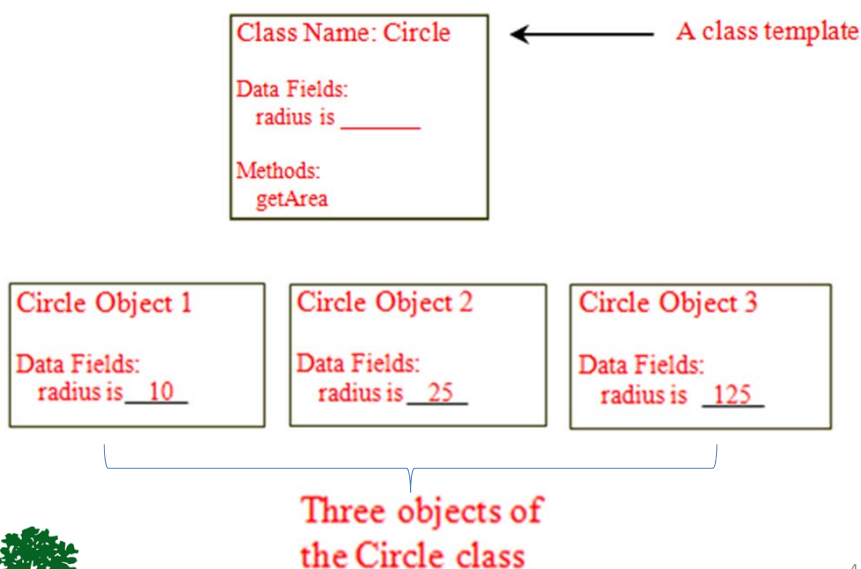 Class Name: Circle
A class template
Data Fields:
radius is _______
Methods:
getArea
Circle Object 1
Data Fields:
radius is 10
Circle Object 2
Data Fields:
radius is 25
Circle Object 3
Data Fields:
radius is 125
Three objects of
the Circle class